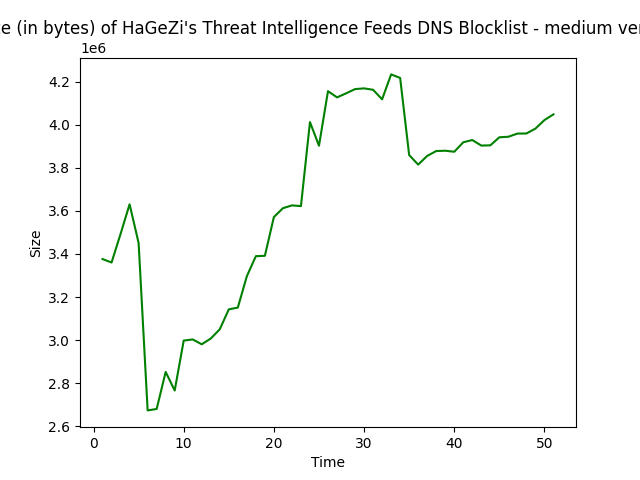 e (in bytes) of HaGeZi's Threat Intelligence Feeds DNS Blocklist - medium ver
1e6
4.2
4.0
3.8
3.6
3.4
3.2
3.0
2.8
2.6
Size
0 10 20 30 40 50
Time